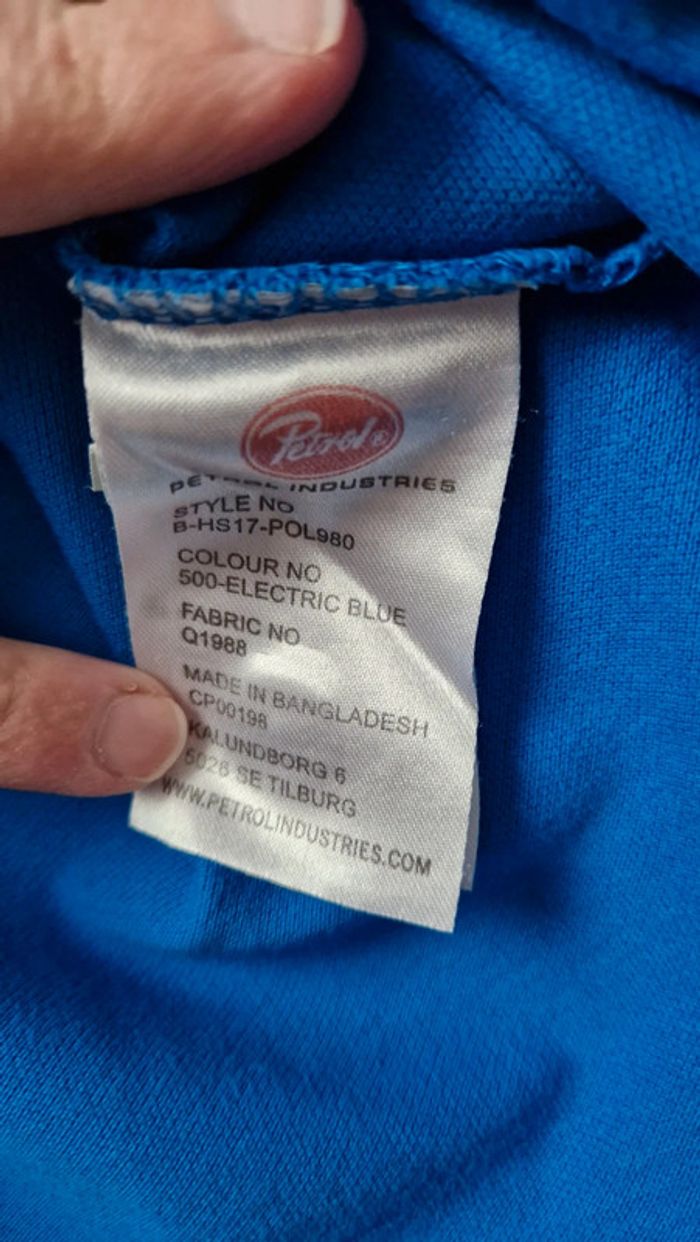 Petrol®
PETROL INDUSTRIES
STYLE NO
B-HS17-POL980
COLOUR NO
500-ELECTRIC BLUE
FABRIC NO
Q1988
MADE IN BANGLADESH
CP00198
KALUNDBORG 6
5026 SE TILBURG
WWW.PETROLINDUSTRIES.COM